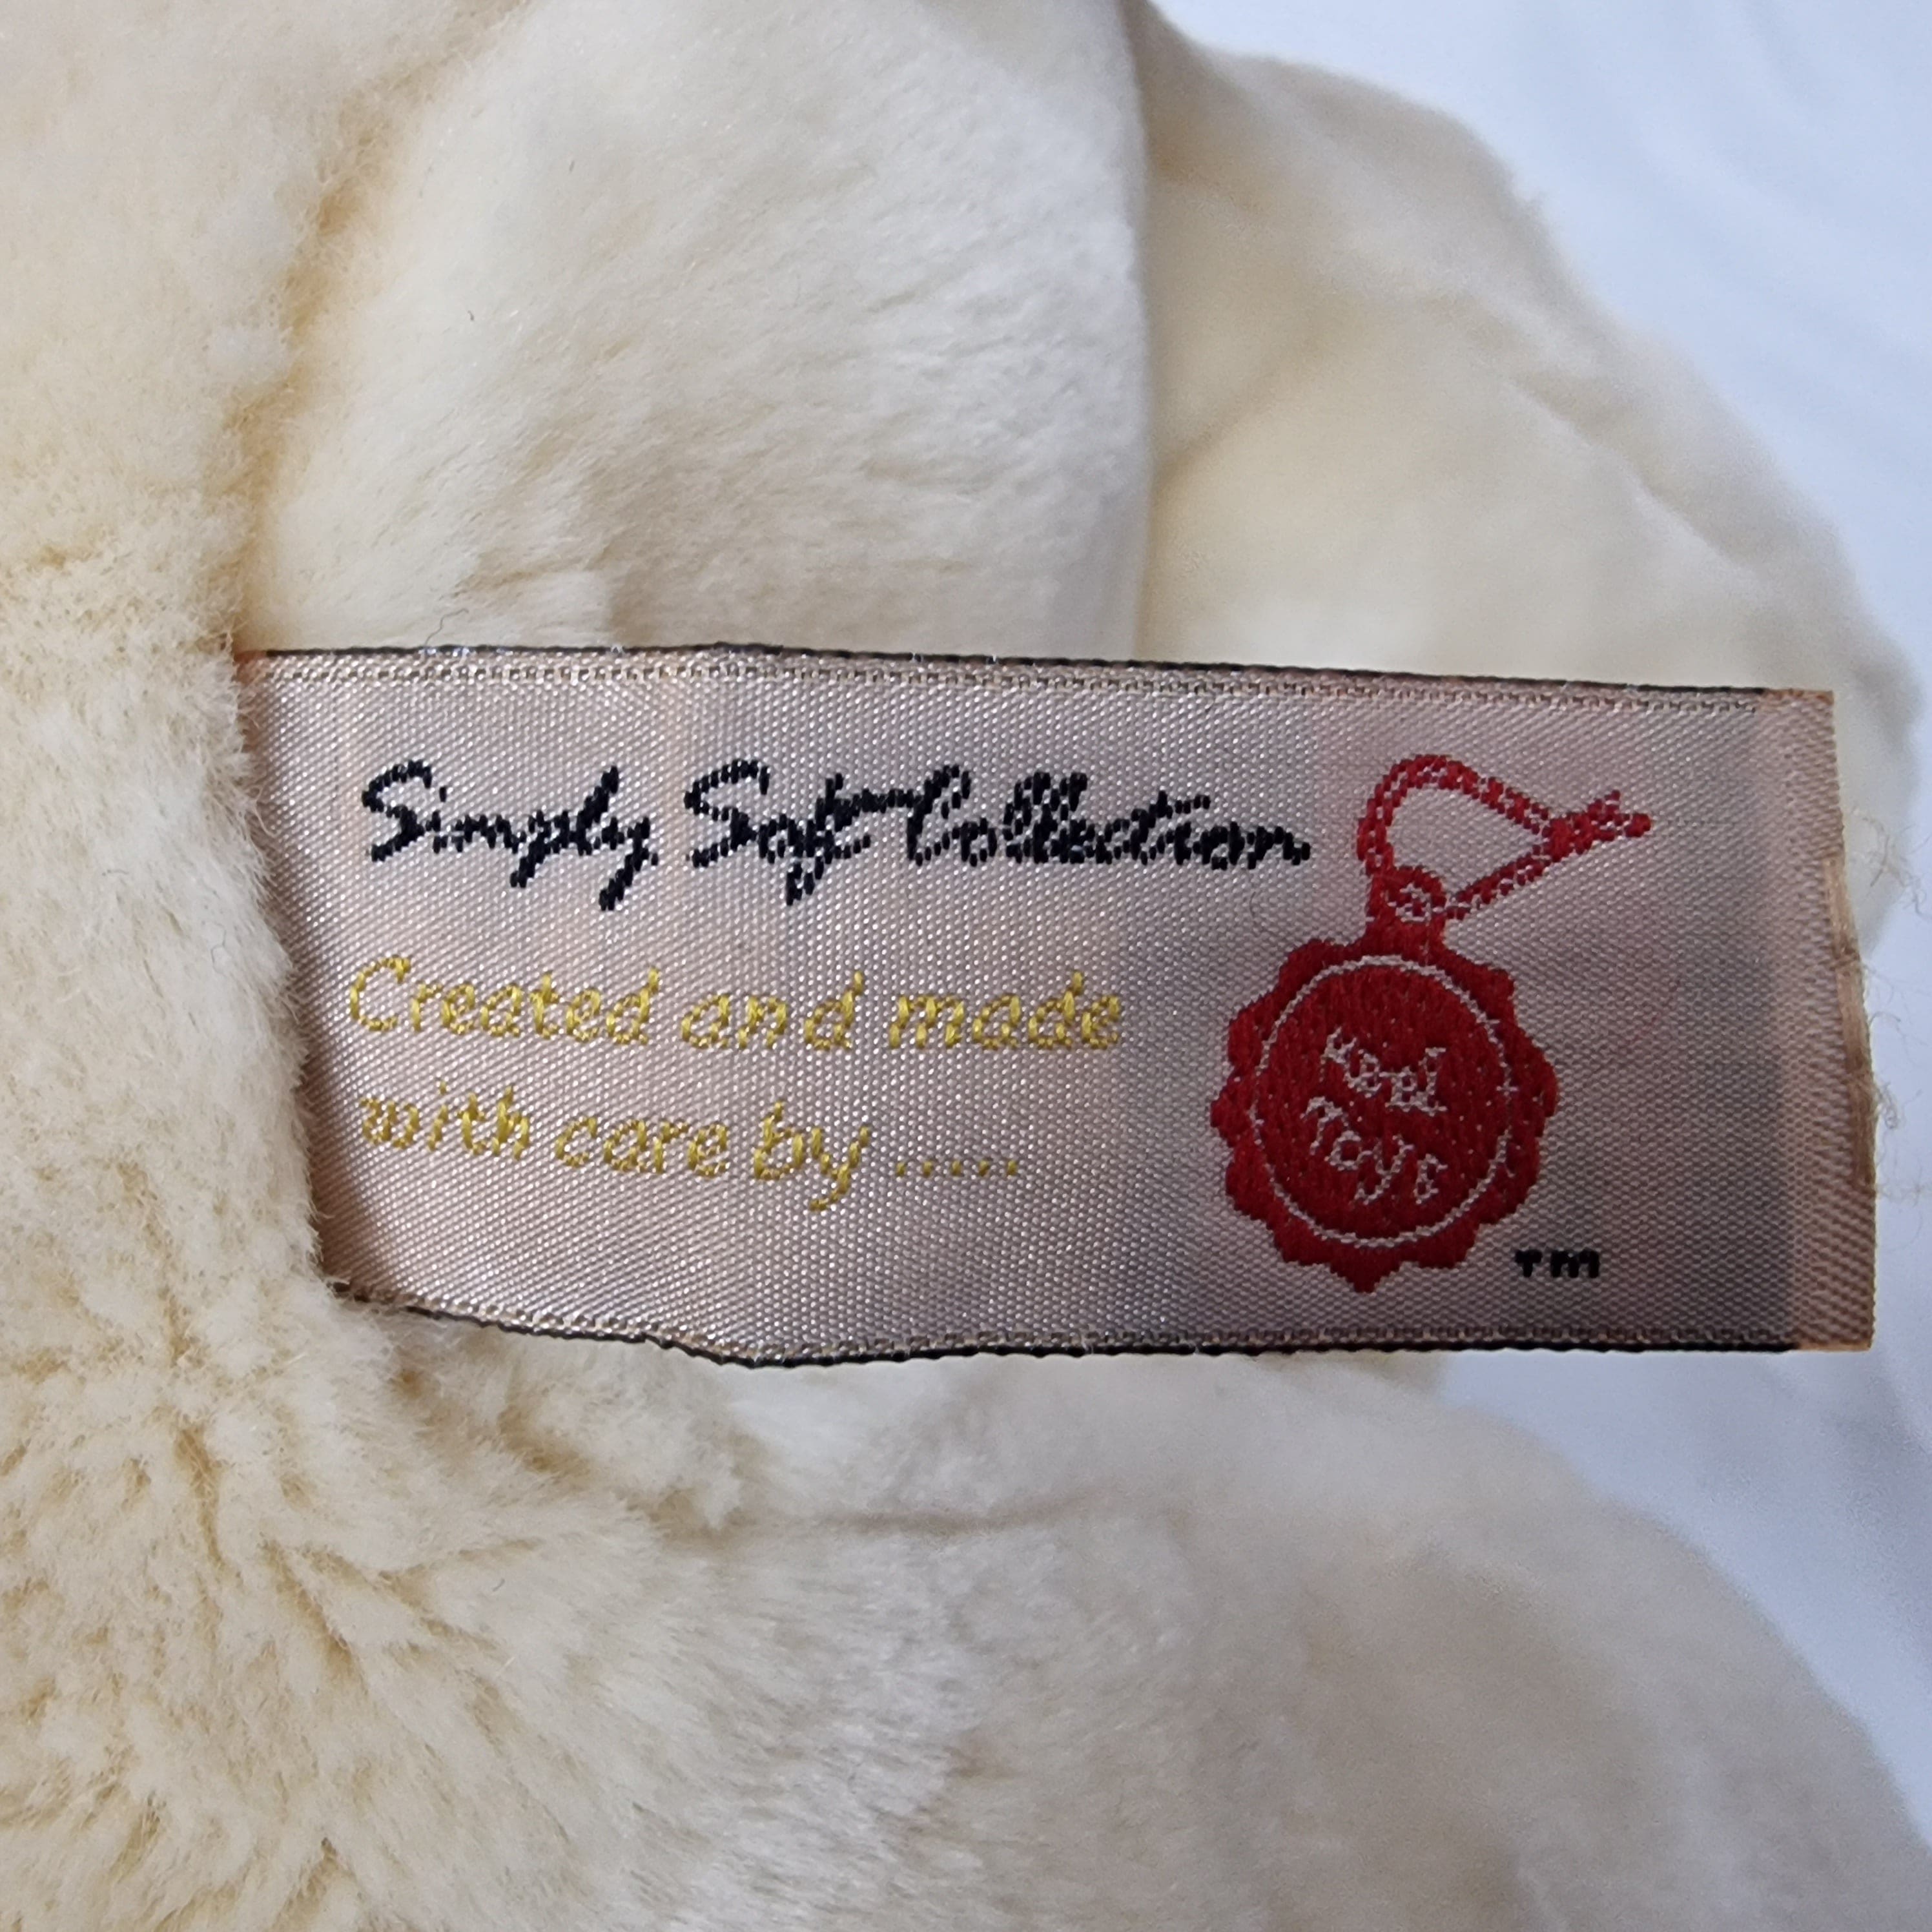 Simply Soft Collection
Created and made
with care by .....
keel
Toys
TM